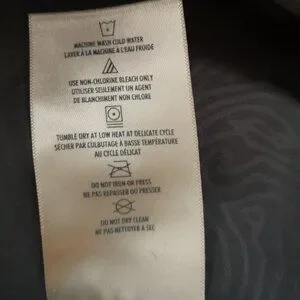 MACHINE WASH COLD WATER
LAVER À LA MACHINE À L'EAU FROIDE
USE NON-CHLORINE BLEACH ONLY
UTILISER SEULEMENT UN AGENT
DE BLANCHIMENT NON CHLORE
TUMBLE DRY AT LOW HEAT AT DELICATE CYCLE
SÉCHER PAR CULBUTAGE À BASSE TEMPÉRATURE
AU CYCLE DÉLICAT
DO NOT IRON OR PRESS
NE PAS REPASSER OU PRESSER
DO NOT DRY CLEAN
NE PAS NETTOYER À SEC